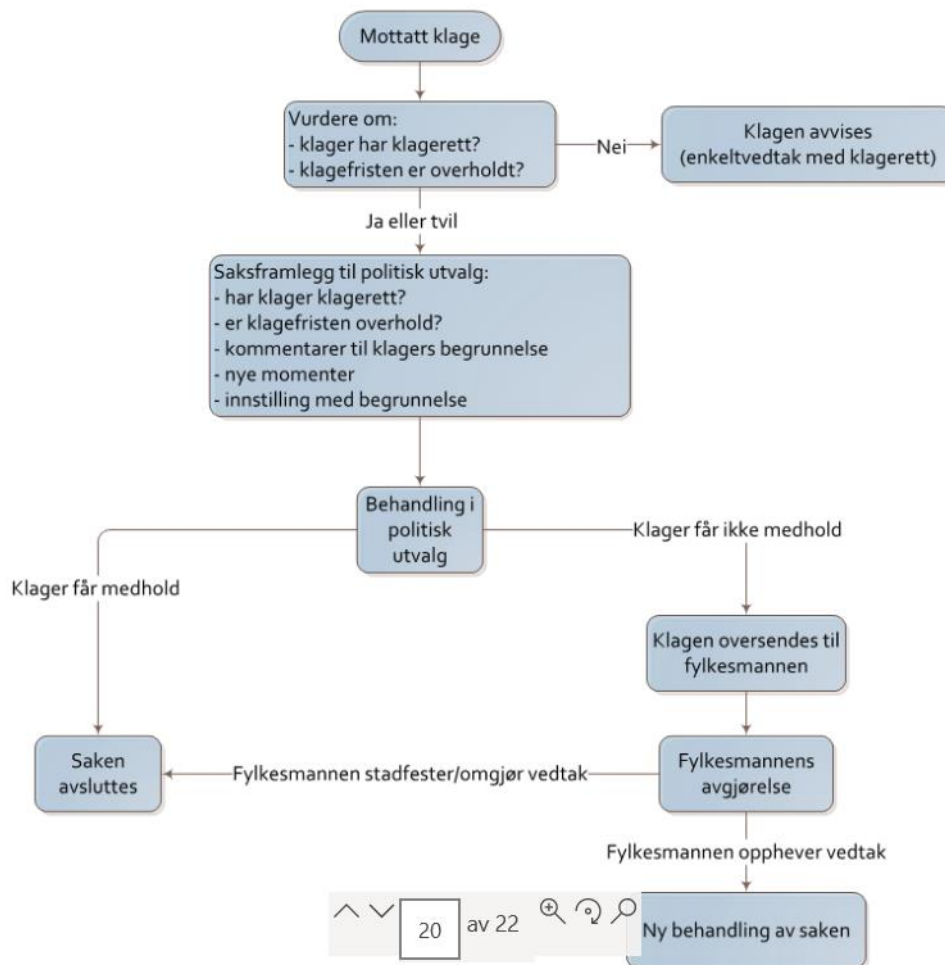 Mottatt klage
Vurdere om:
- klager har klagerett?
- klagefristen er overholdt?
Nei
Klagen avvises
(enkeltvedtak med klagerett)
Ja eller tvil
Saksframlegg til politisk utvalg:
- har klager klagerett?
- er klagefristen overhold?
- kommentarer til klagers begrunnelse
- nye momenter
- innstilling med begrunnelse
Behandling i
politisk
utvalg
Klager får ikke medhold
Klager får medhold
Klagen oversendes til
fylkesmannen
Saken
avsluttes
Fylkesmannen stadfester/omgjør vedtak
Fylkesmannens
avgjørelse
Fylkesmannen opphever vedtak
20 av 22
Ny behandling av saken